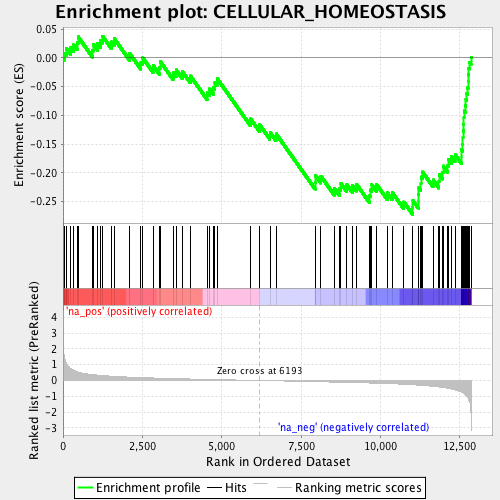 Enrichment plot: CELLULAR_HOMEOSTASIS
Enrichment score (ES)
0.05
0.00
-0.05
-0.10
-0.15
-0.20
-0.25
'na_pos' (positively correlated)
Ranked list metric (PreRanked)
4
3
2
1
0
-1
-2
-3
Zero cross at 6193
'na_neg' (negatively correlated)
0
2,500
5,000
7,500
10,000
12,500
Rank in Ordered Dataset
Enrichment profile
Hits
Ranking metric scores